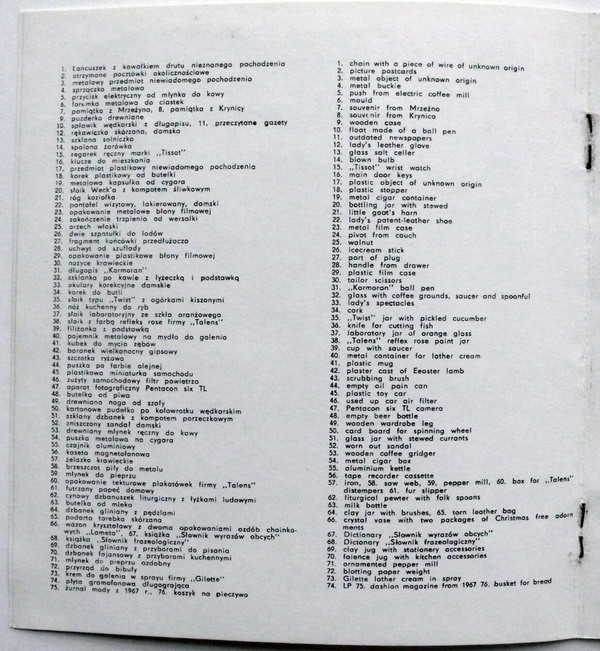 1. łańcuszek z kawałkiem drutu nieznanego pochodzenia
2. otrzymane pocztówki okolicznościowe
3. metalowy przedmiot niewiadomego pochodzenia
4. sprzączka metalowa
5. przycisk elektryczny od młynka do kawy
6. foremka metalowa do ciastek
7. pamiątka z Mrzeżyna, 8. pamiątka z Krynicy
9. puzderko drewniane
10. spławik wędkarski z długopisu, 11. przeczytane gazety
12. rękawiczka skórzana, damska
13. szklana solniczka
14. spalona żarówka
15. zegarek ręczny marki „Tissot"
16. klucze do mieszkania
17. przedmiot plastikowy niewiadomego pochodzenia
18. korek plastikowy od butelki
19. metalowa kapsułka od cygara
20. słoik Weck'a z kompotem śliwkowym
21. róg koziołka
22. pantofel wizytowy, lakierowany, damski
23. opakowanie metalowe błony filmowej
24. zakończenie trzpienia od wersalki
25. orzech włoski
26. dwie szpatułki do lodów
27. fragment końcówki przedłużacza
28. uchwyt od szuflady
29. opakowanie plastikowe błony filmowej
30. nożyce krawieckie
31. długopis „Kormoran"
32. szklanka po kawie z łyżeczką i podstawką
33. okulary korekcyjne damskie
34. korek do butli
35. słoik typu „Twist" z ogórkami kiszonymi
36. nóż kuchenny do ryb
37. słoik laboratoryjny ze szkła oranżowego
38. słoik z farbą refleks rose firmy „Talens"
39. filiżanka z podstawką
40. pojemnik metalowy na mydło do golenia
41. kubek do mycia zębów
42. baranek wielkanocny gipsowy
43. szczotka ryżowa
44. puszka po farbie olejnej
45. plastikowa miniatura samochodu
46. zużyty samochodowy filtr powietrza
47. aparat fotograficzny Pentacon six TL
48. butelka od piwa
49. drewniana noga od szafy
50. kartonowe pudełko po kołowrotku wędkarskim
51. szklany dzbanek z kompotem porzeczkowym
52. zniszczony sandał damski
53. drewniany młynek ręczny do kawy
54. puszka metalowa na cygara
55. czajnik aluminiowy
56. kaseta magnetofonowa
57. żelazko krawieckie
58. brzeszczot piły do metalu
59. młynek do pieprzu
60. opakowanie tekturowe plakatówek firmy „Talens"
61. futrzany papeć domowy
62. cynowy dzbanuszek liturgiczny z łyżkami ludowymi
63. butelka od mleka
64. dzbanek gliniany z pędzlami
65. podarta torebka skórzana
66. wazon kryształowy z dwoma opakowaniami ozdób choinko-
wych „Lameta", 67. książka „Słownik wyrazów obcych"
68. książka „Słownik frazeologiczny"
69. dzbanek gliniany z przyborami do pisania
70. dzbanek fajansowy z przyborami kuchennymi
71. młynek do pieprzu ozdobny
72. przyrząd do bibuły
73. krem do golenia w sprayu firmy „Gilette"
74. płyta gramofonowa długogrająca
75. żurnal mody z 1967 r., 76. koszyk na pieczywo
1. chain with a piece of wire of unknown origin
2. picture postcards
3. metal object of unknown origin
4. metal buckie
5. push from electric coffee mill
6. mould
7. souvenir from Mrzeżno
8. souvenir from Krynica
9. wooden case
10. float made of a ball pen
11. outdated newspapers
12. lady's leather glove
13. glass salt celler
14. blown bulb
15. „Tissot" wrist watch
16. main door keys
17. plastic object of unknown origin
18. plastic stopper
19. metal cigar container
20. bottling jar with stewed
21. little goat's horn
22. lady's patent-leather shoe
23. metal film case
24. pivot from couch
25. walnut
26. icecream stick
27. part of plug
28. handle from drawer
29. plastic film case
30. tailor scissors
31. „Kormoran" ball pen
32. glass with coffee grounds, saucer and spoonful
33. lady's spectacles
34. cork
35. „Twist" jar with pickled cucumber
36. knife for cutting fish
37. laboratory jar of orange glass
38. „Talens" reflex rose paint jar
39. cup with saucer
40. metal container for lather cream
41. plastic mug
42. plaster cast of Eeaster lamb
43. scrubbing brush
44. empty oil pain can
45. plastic toy car
46. used up car air filter
47. Pentacon six TL camera
48. empty beer bottle
49. wooden wardrobe leg
50. card board for spinning wheel
51. glass jar with stewed currants
52. worn out sandal
53. wooden coffee gridger
54. metal cigar box
55. aluminium kettle
56. tape recorder cassette
57. iron, 58. saw web, 59. pepper mill, 60. box for „Talens"
distempers 61. fur slipper
62. liturgical pewter with falk spoons
63. milk bottle
64. clay jar with brushes, 65. torn leather bag
66. crystal vase with two packages of Christmas free adorn
ments
67. Dictionary „Słownik wyrazów obcych"
68. Dictionary „Słownik frazeologiczny"
69. clay jug with stationery accessories
70. faience jug with kitchen accessories
71. ornamented pepper mill
72. blotting paper weight
73. Gilette lather cream in spray
74. LP 75. dashion magazine from 1967 76. busket for bread